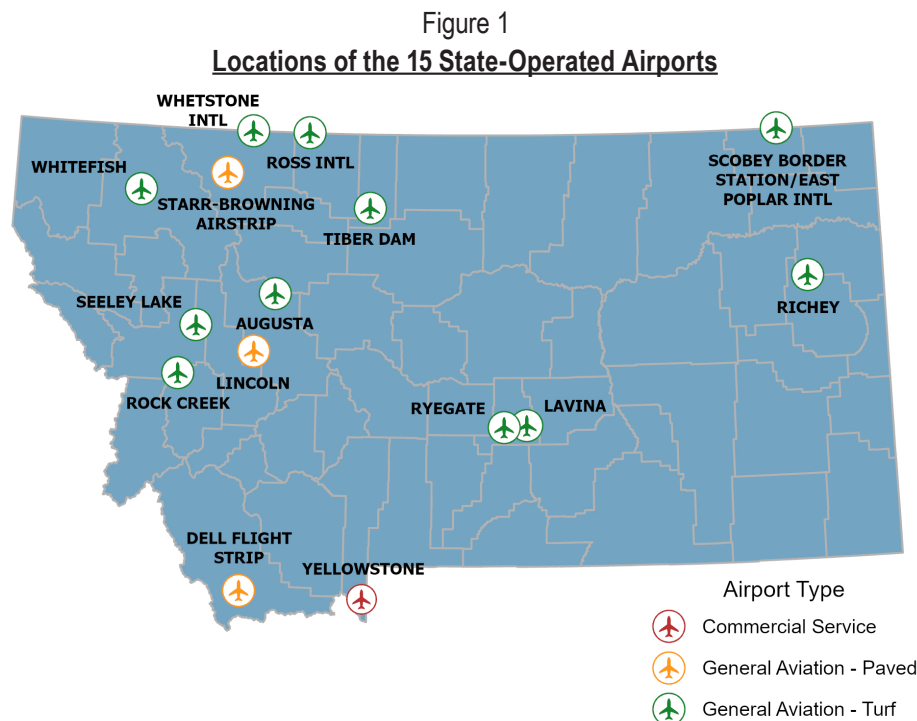 Figure 1
Locations of the 15 State-Operated Airports
WHETSTONE
INTL
ROSS INTL
WHITEFISH
STARR-BROWNING
AIRSTRIP
TIBER DAM
SCOBEY BORDER
STATION/EAST
POPLAR INTL
RICHEY
SEELEY LAKE
AUGUSTA
LINCOLN
ROCK CREEK
RYEGATE
LAVINA
DELL FLIGHT
STRIP
YELLOWSTONE
Airport Type
Commercial Service
General Aviation - Paved
General Aviation - Turf